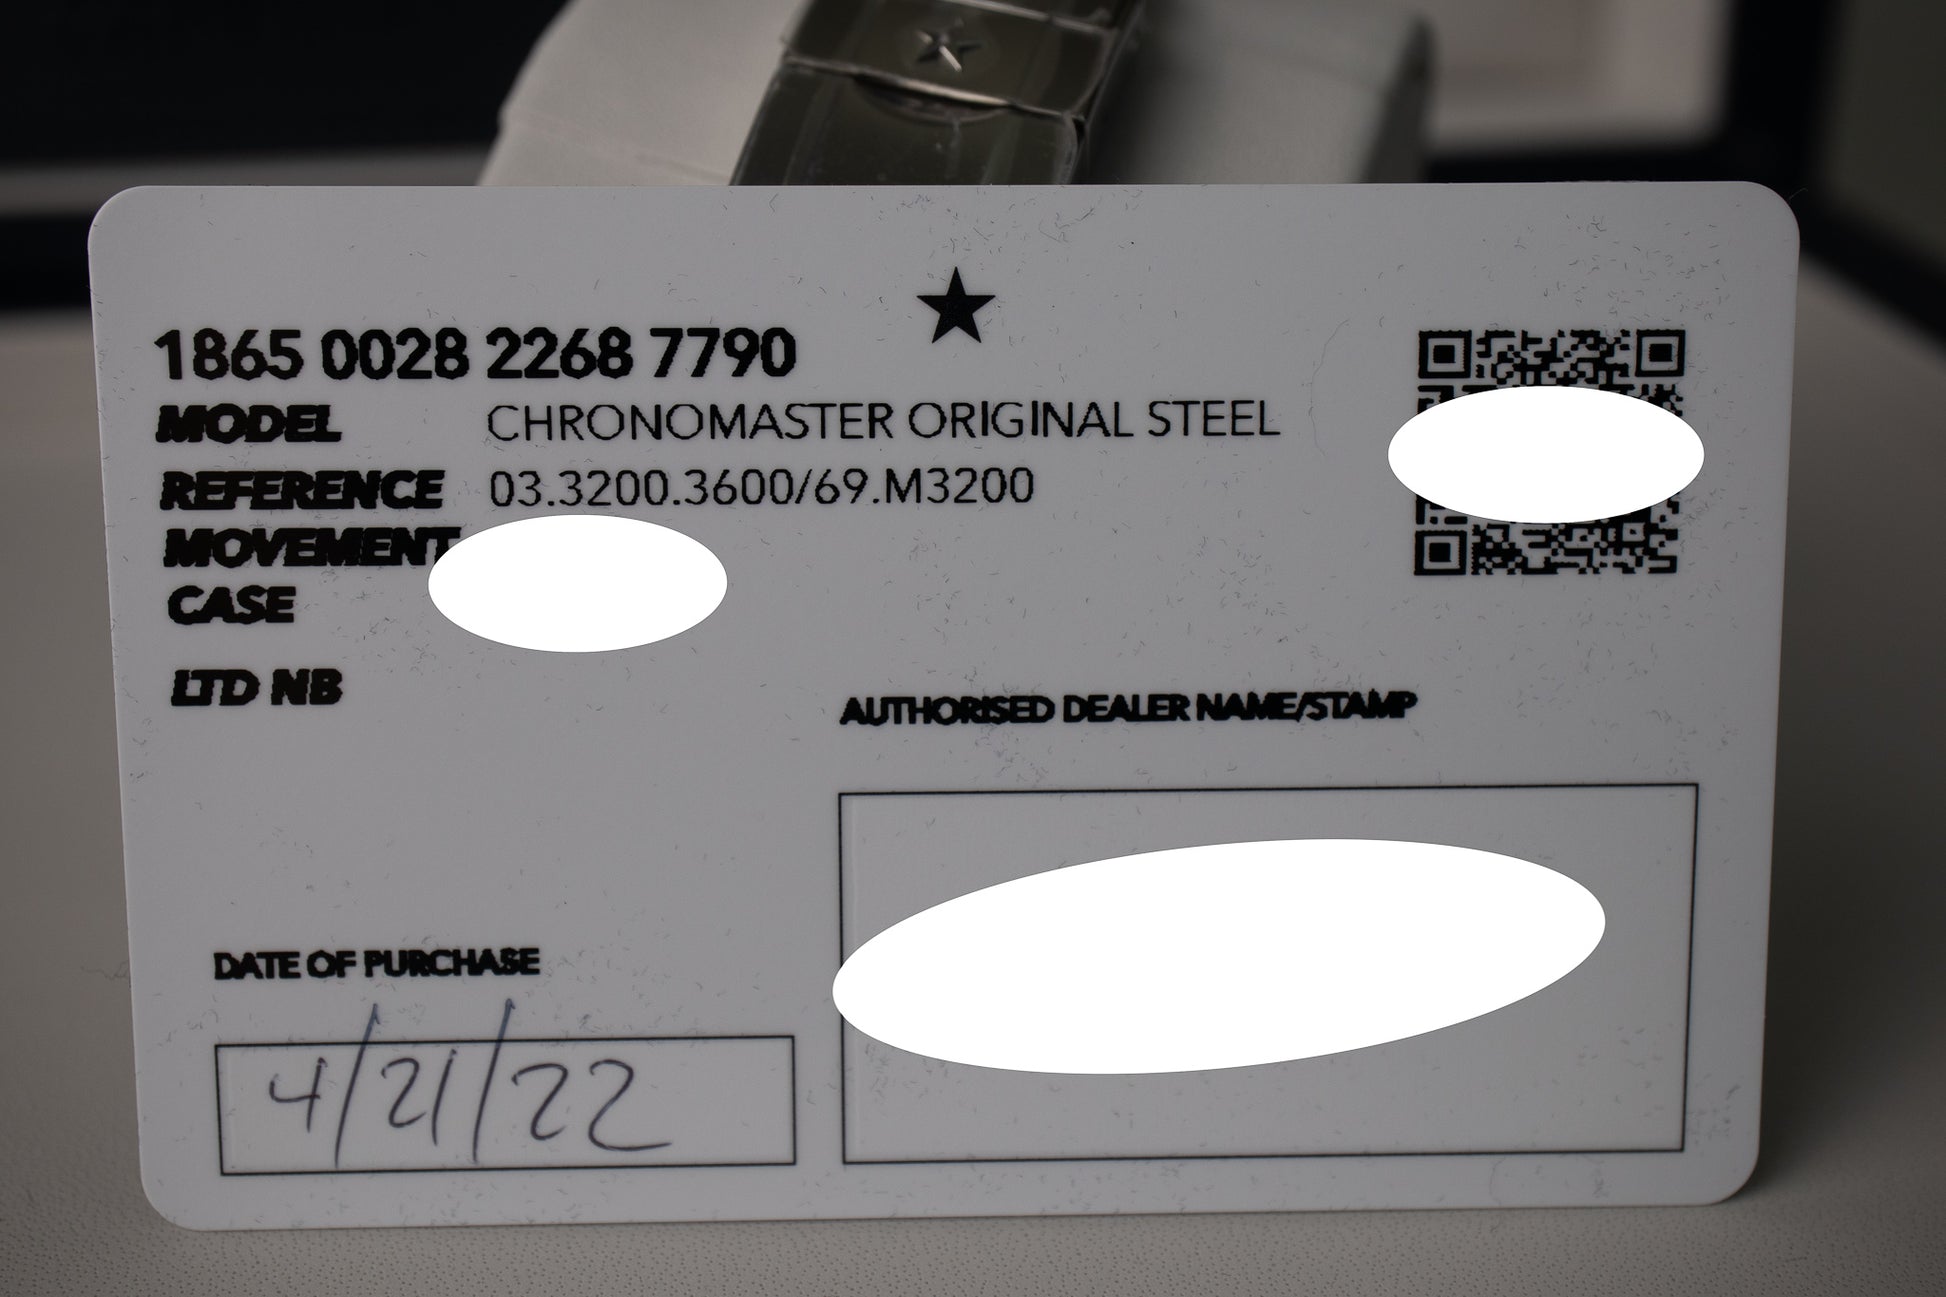 1865 0028 2268 7790
MODEL CHRONOMASTER ORIGINAL STEEL
REFERENCE 03.3200.3600/69.M3200
MOVEMENT
CASE
LTD NB
AUTHORISED DEALER NAME/STAMP
DATE OF PURCHASE
4/21/22